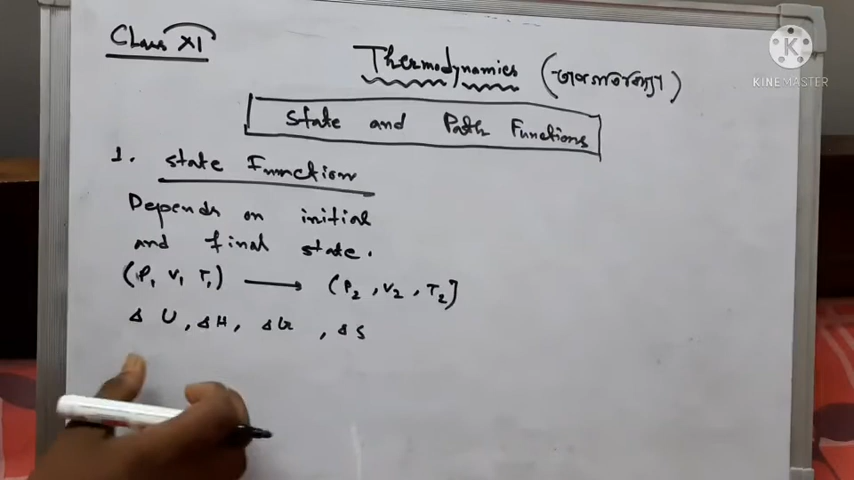 Class XI
Thermodynamics
State and Path Functions
1. State Function
Depends on initial
and final state.
(P₁ V₁ T₁) ⟶ (P₂, V₂, T₂]
Δ U, ΔH, ΔG, ΔS
K
KINEMASTER